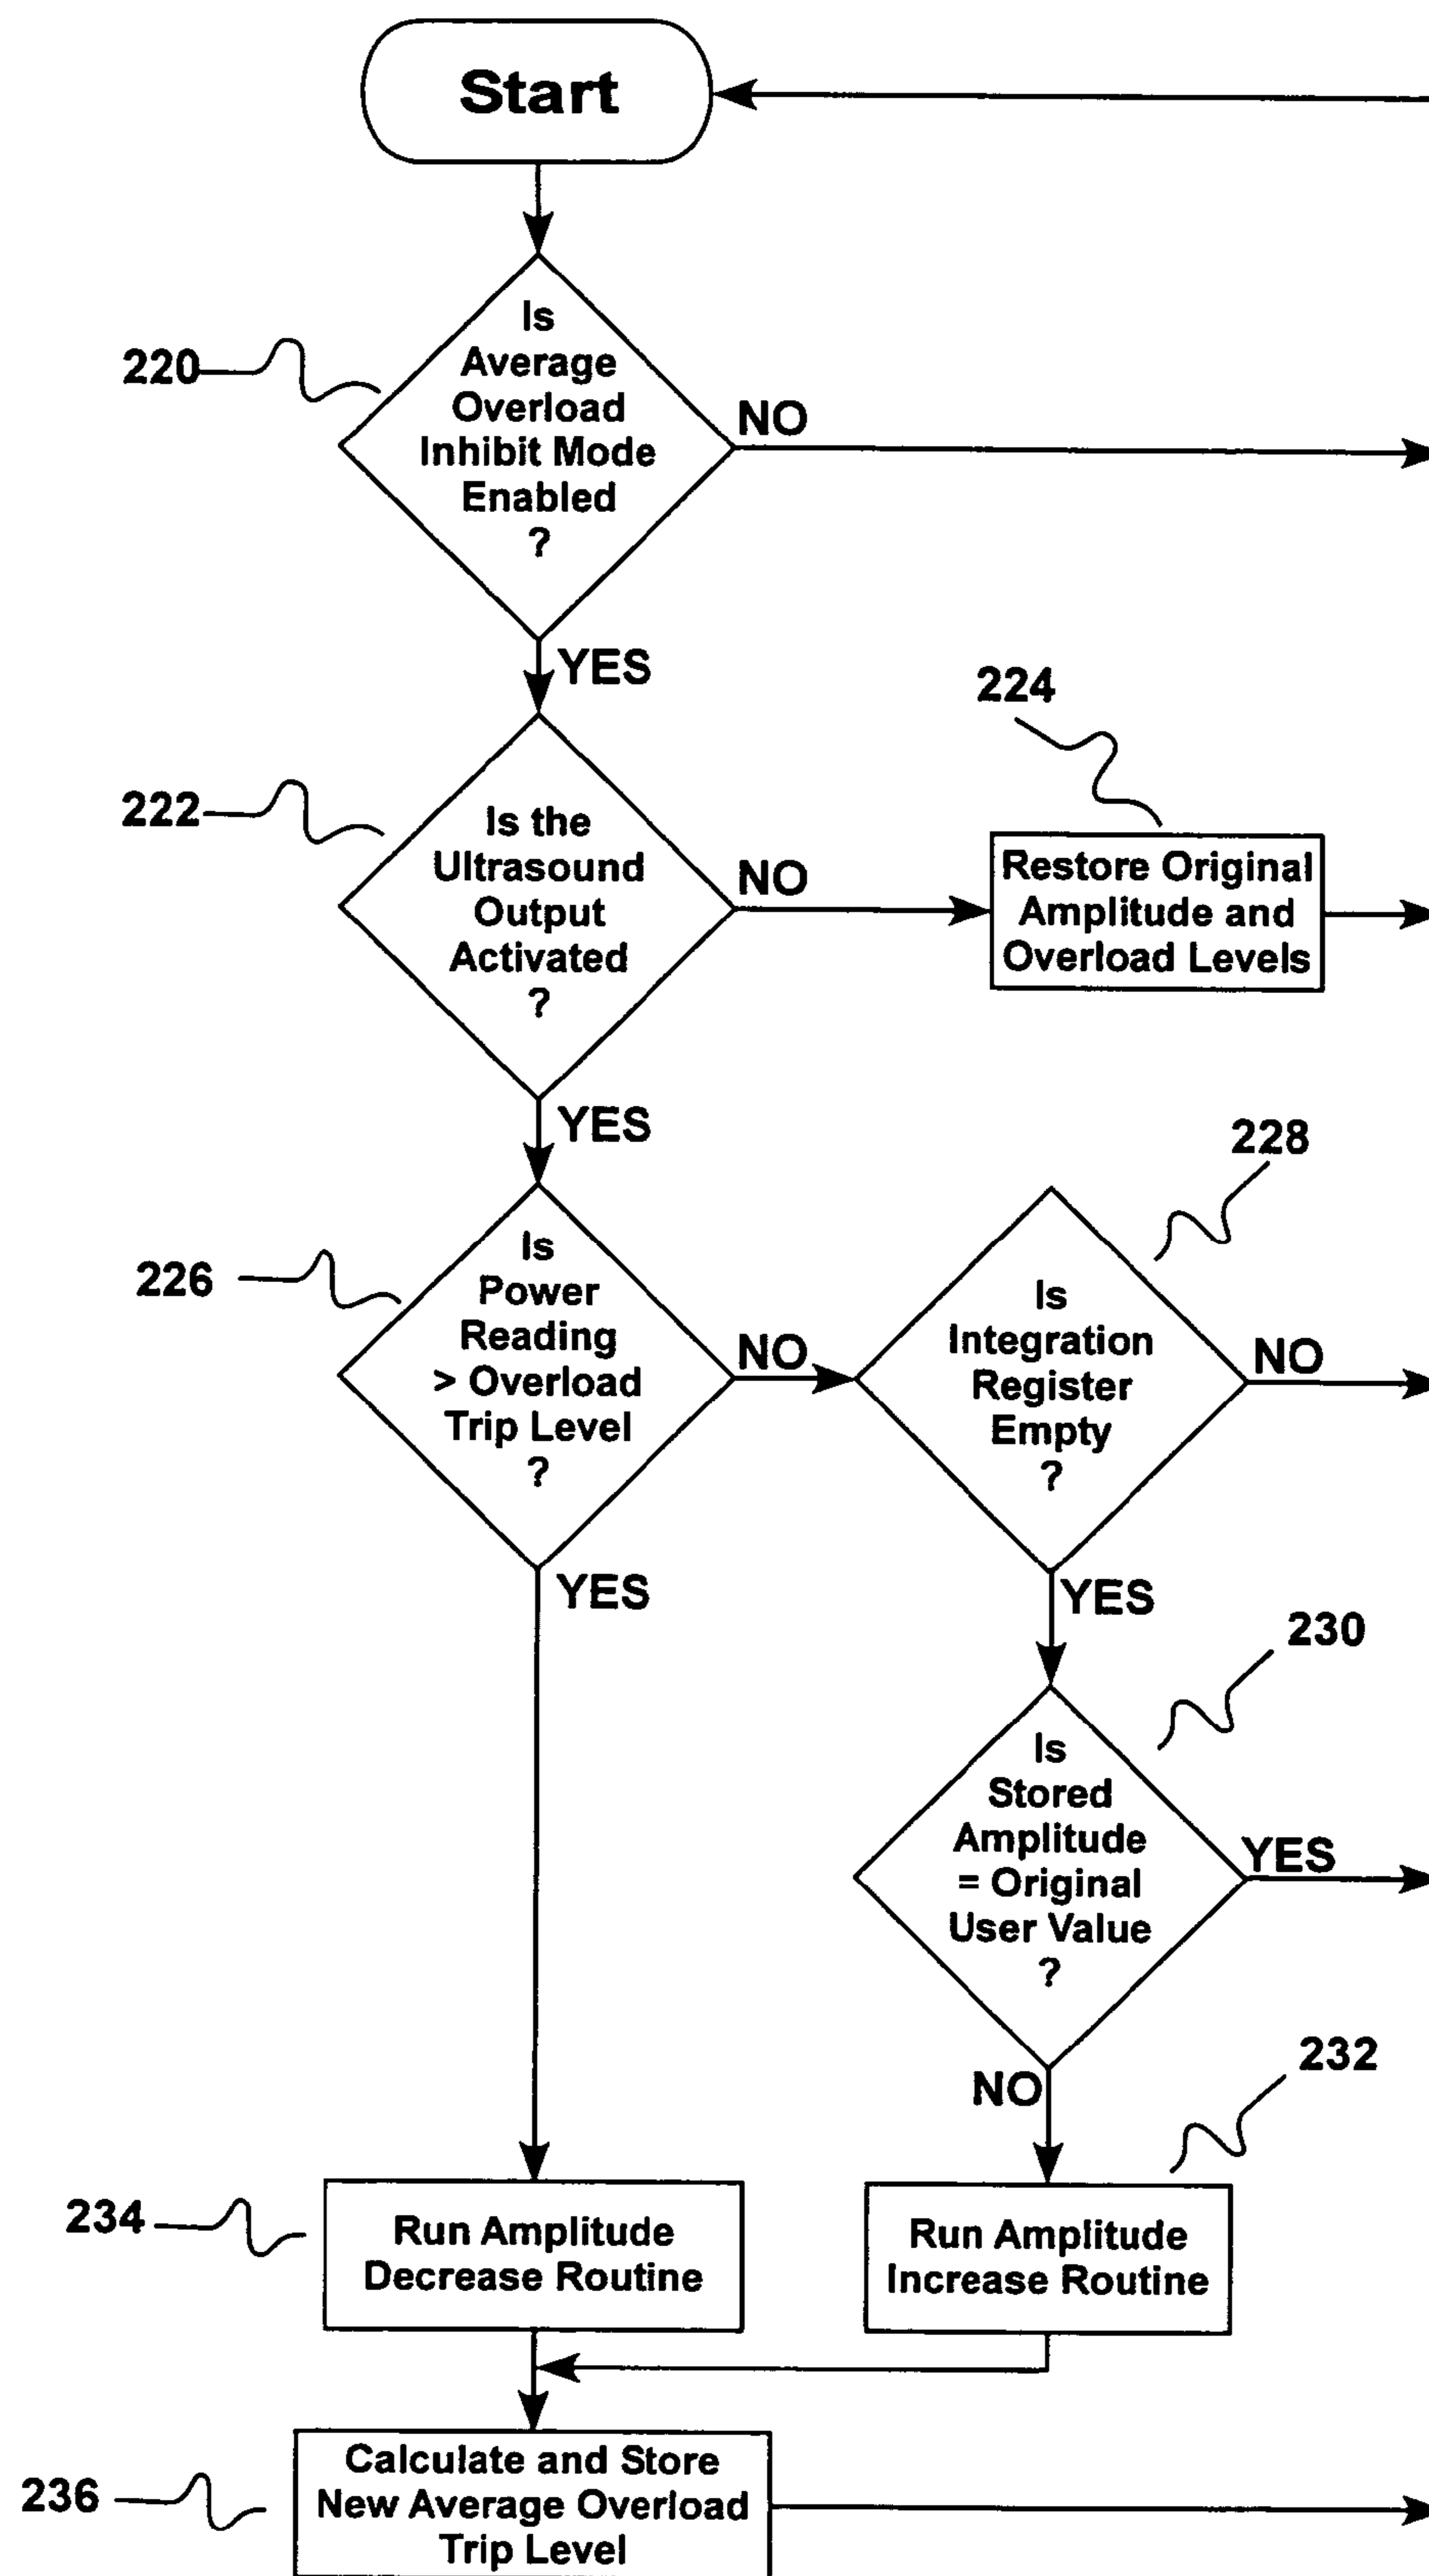 Start
220
Is
Average
Overload
Inhibit Mode
Enabled
?
NO
YES
222
Is the
Ultrasound
Output
Activated
?
NO
224
Restore Original
Amplitude and
Overload Levels
YES
226
Is
Power
Reading
> Overload
Trip Level
?
NO
228
Is
Integration
Register
Empty
?
NO
YES
YES
230
Is
Stored
Amplitude
= Original
User Value
?
YES
NO
232
234
Run Amplitude
Decrease Routine
Run Amplitude
Increase Routine
236
Calculate and Store
New Average Overload
Trip Level